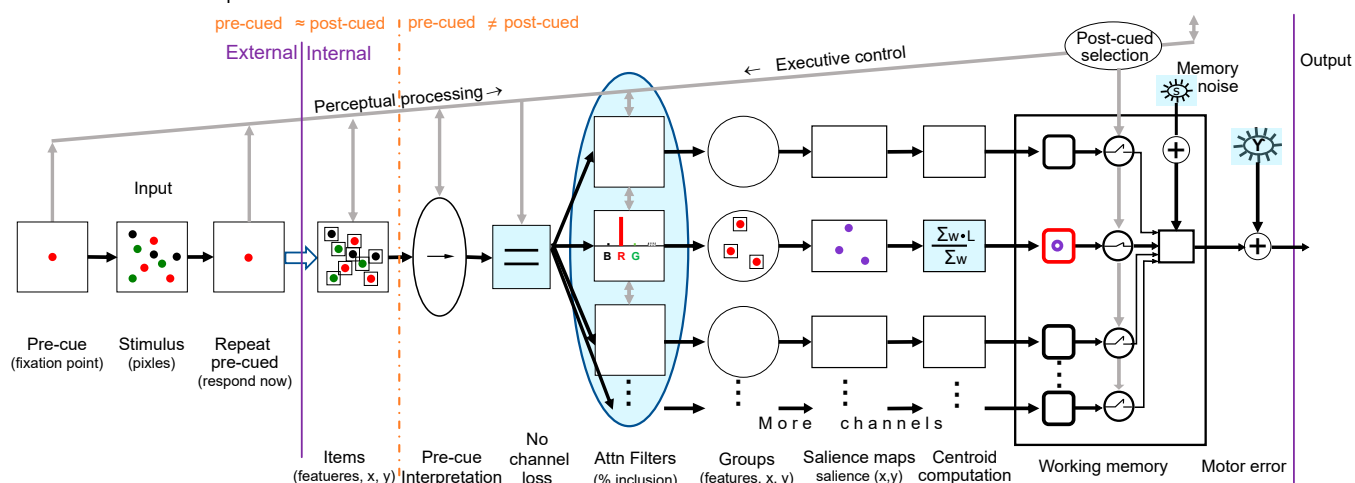 pre-cued ≈ post-cued
pre-cued ≠ post-cued
External
Internal
Perceptual processing →
← Executive control
Post-cued
selection
Memory
noise
S
Output
Y
Input
B R G
Σw•L
Σw
Pre-cue
(fixation point)
Stimulus
(pixles)
Repeat
pre-cued
(respond now)
Items
(featueres, x, y)
Pre-cue
Interpretation
No
channel
loss
Attn Filters
(% inclusion)
More channels
Groups
(features, x, y)
Salience maps
salience (x,y)
Centroid
computation
Working memory
Motor error